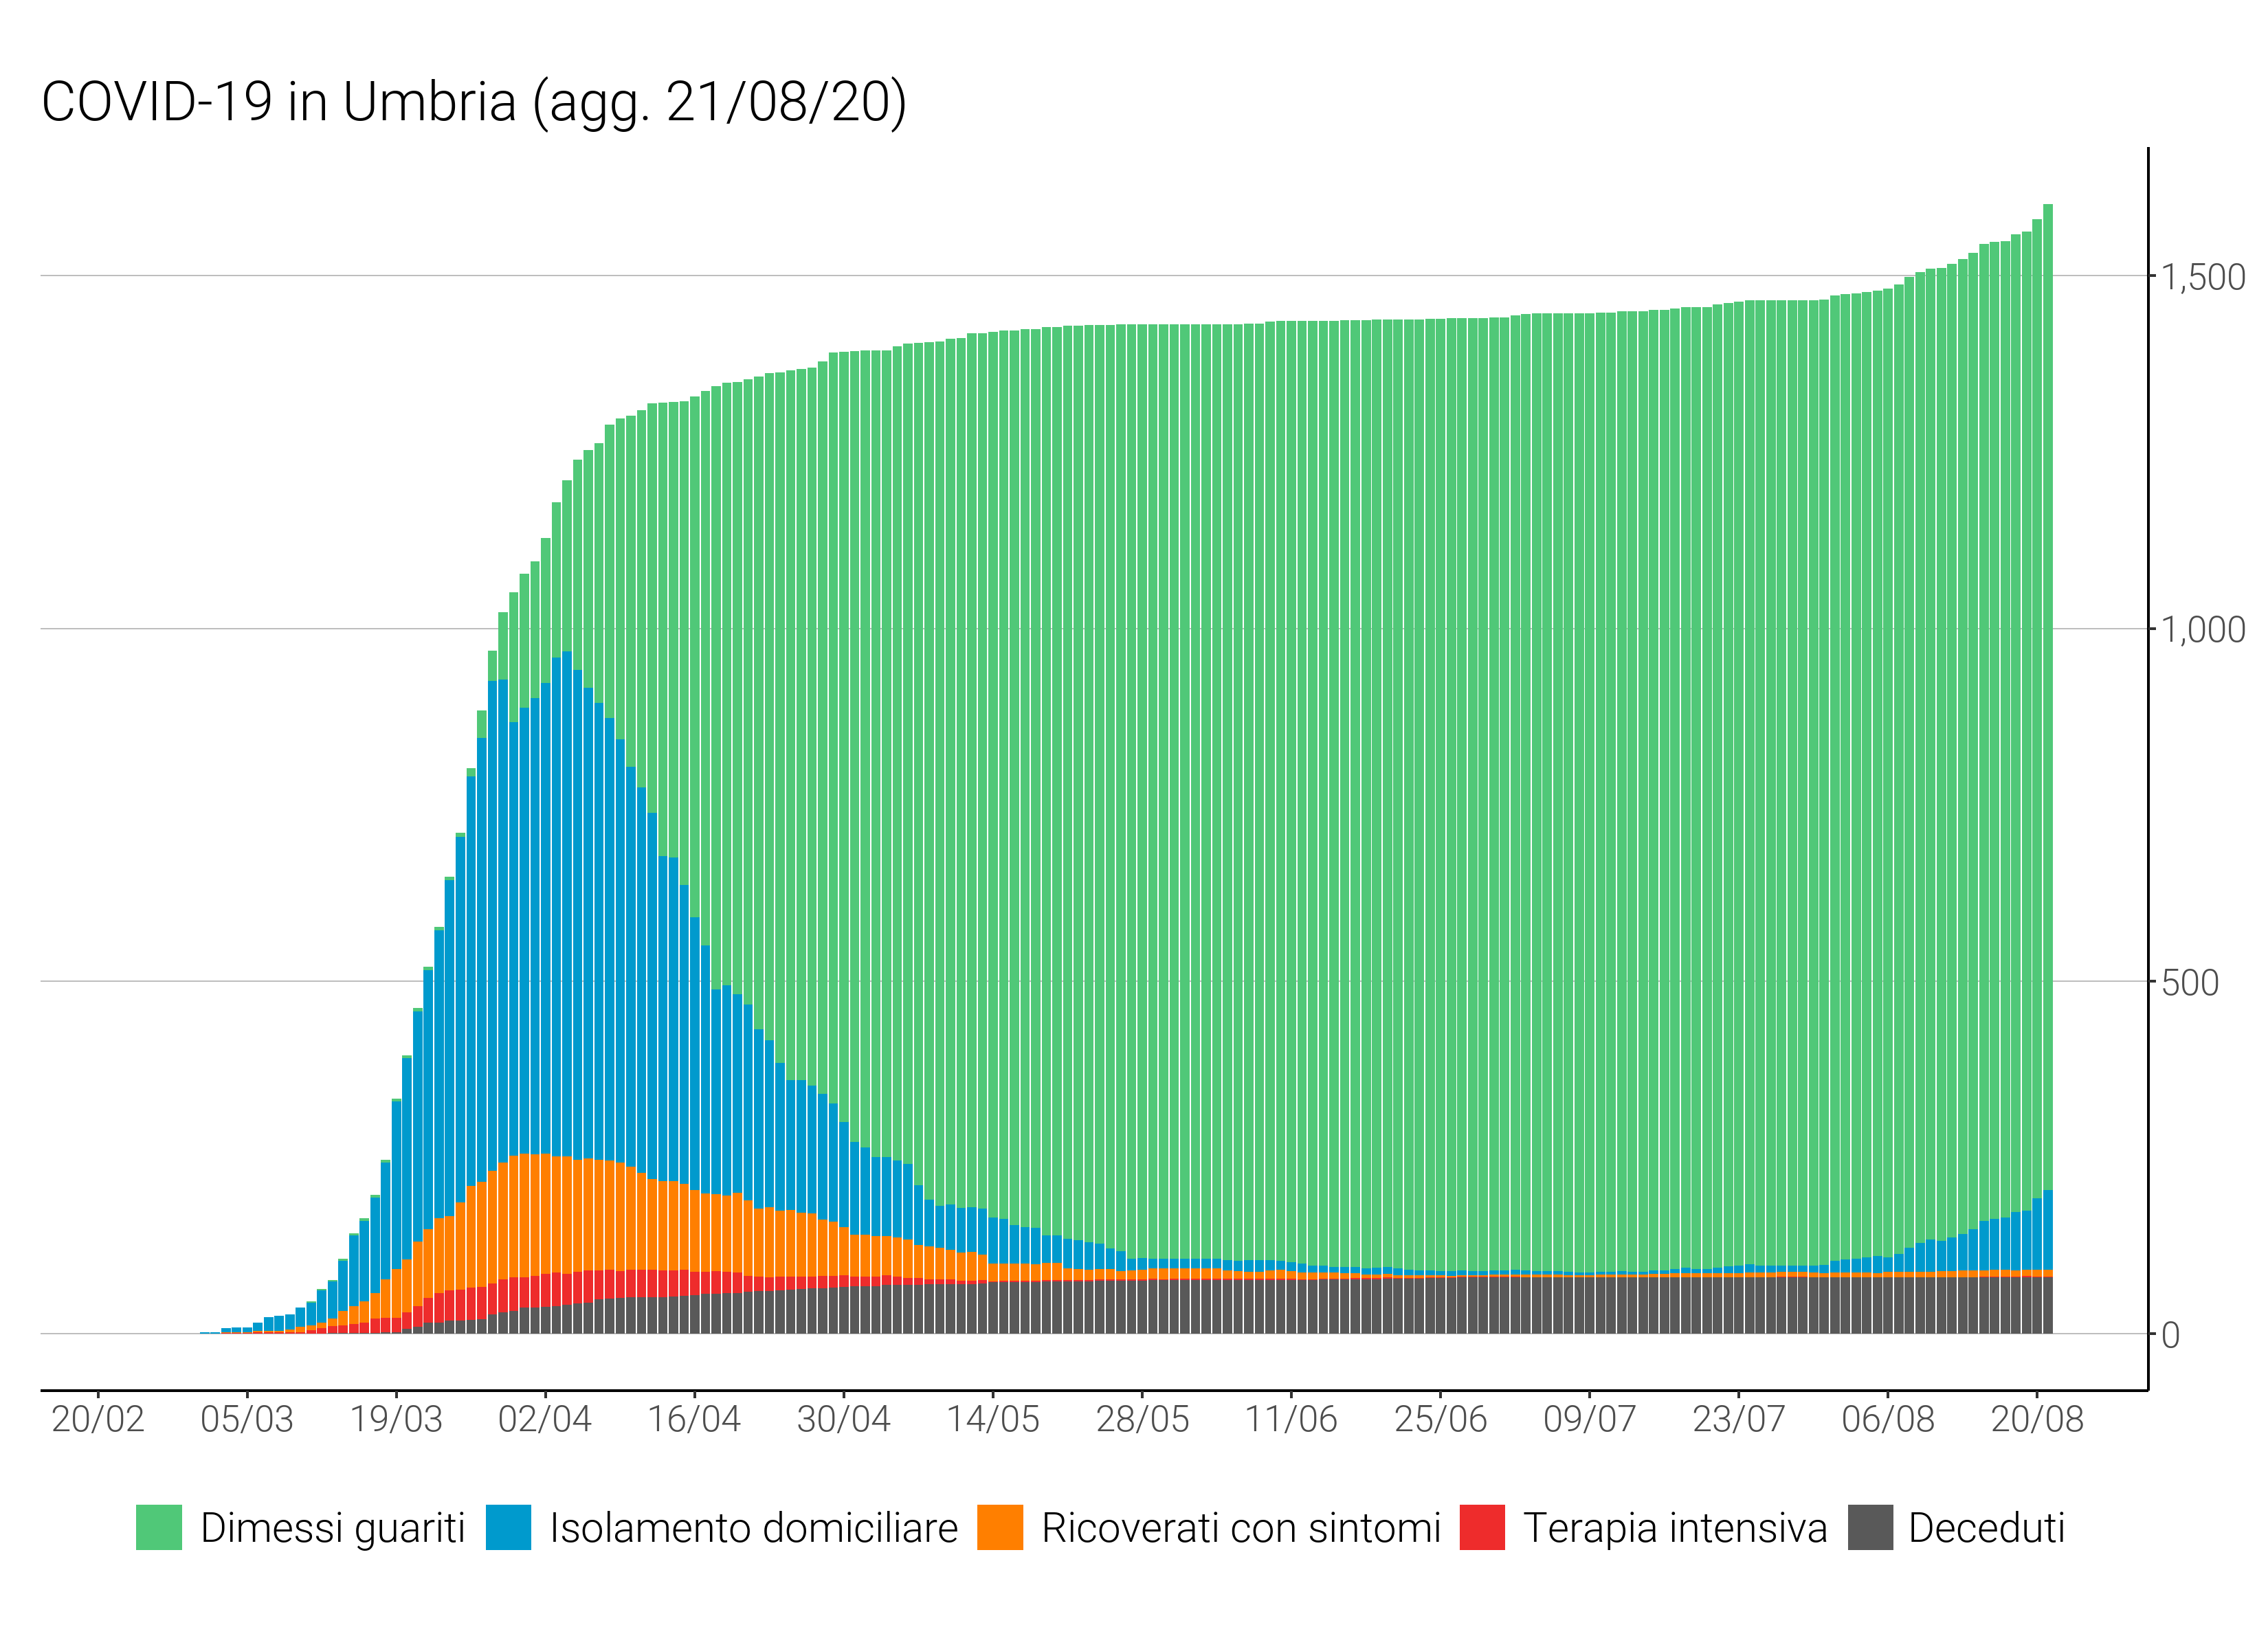 COVID-19 in Umbria (agg. 21/08/20)
1,500
1,000
500
0
20/02 05/03 19/03 02/04 16/04 30/04 14/05 28/05 11/06 25/06 09/07 23/07 06/08 20/08
Dimessi guariti Isolamento domiciliare Ricoverati con sintomi Terapia intensiva Deceduti